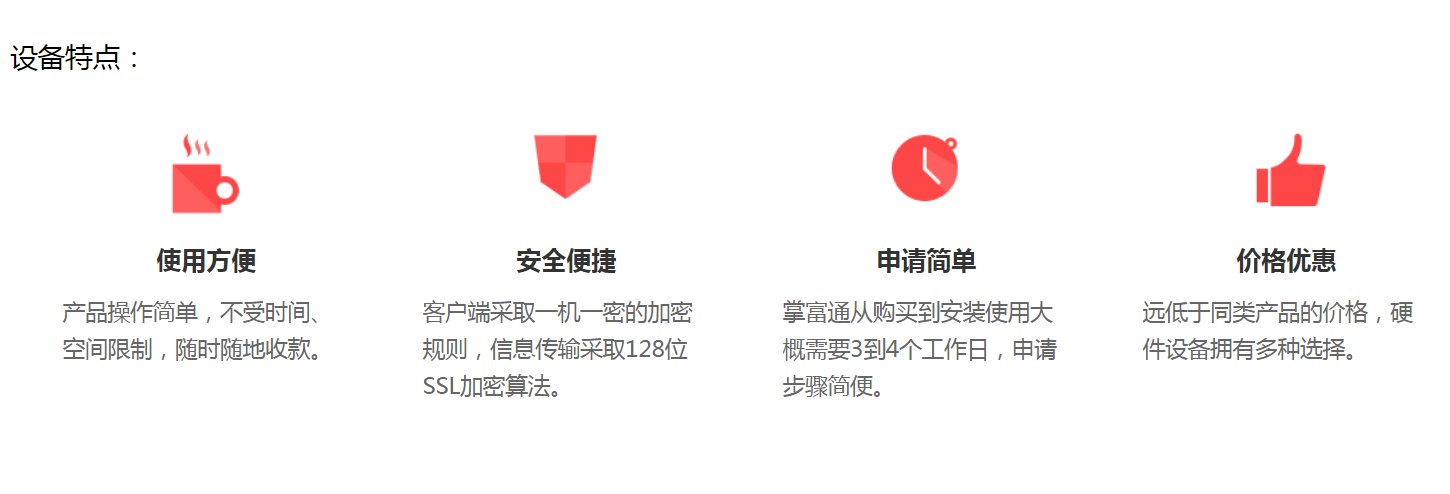 设备特点：
使用方便
产品操作简单，不受时间、
空间限制，随时随地收款。
安全便捷
客户端采取一机一密的加密
规则，信息传输采取128位
SSL加密算法。
申请简单
掌富通从购买到安装使用大
概需要3到4个工作日，申请
步骤简便。
价格优惠
远低于同类产品的价格，硬
件设备拥有多种选择。